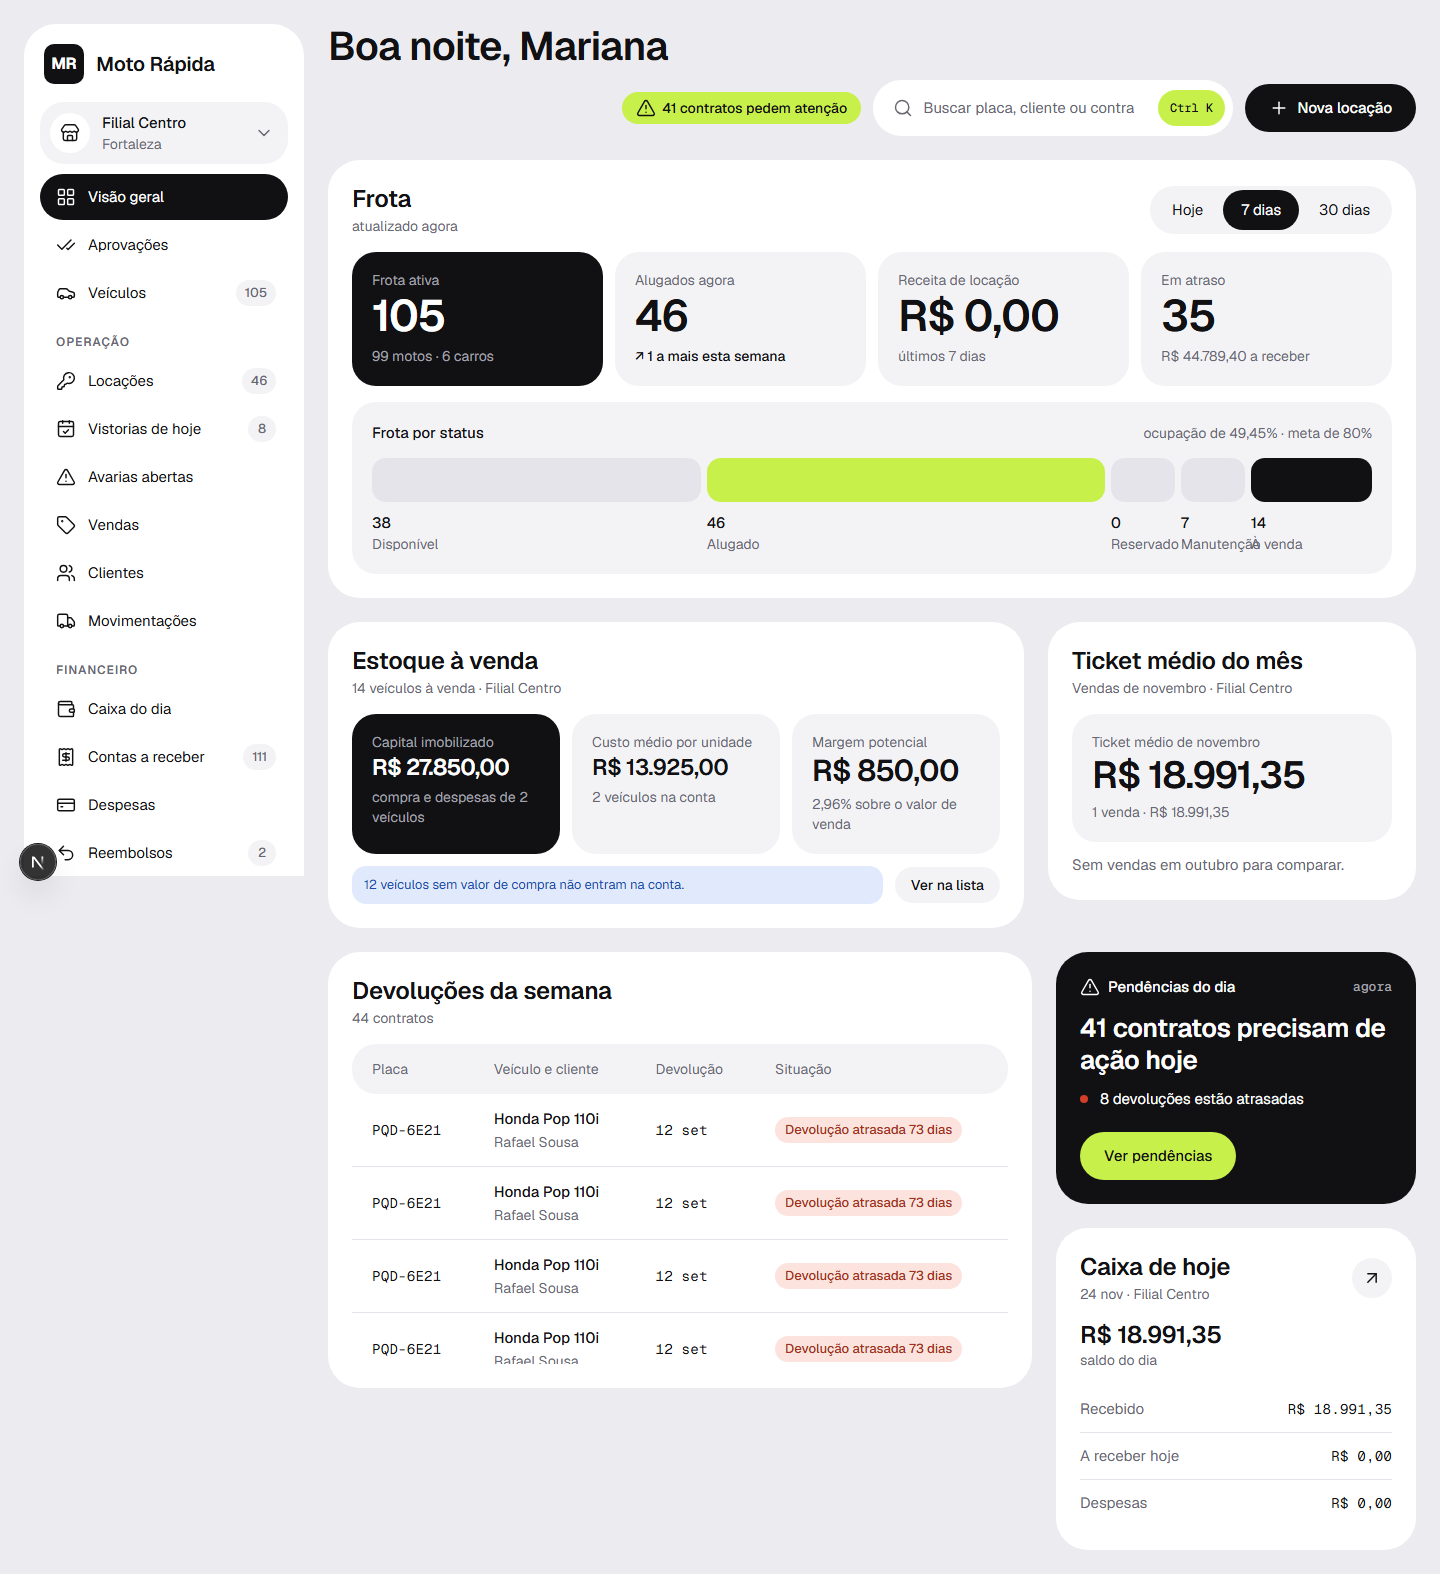 MR Moto Rápida
Filial Centro
Fortaleza
Visão geral
Aprovações
Veículos 105
OPERAÇÃO
Locações 46
Vistorias de hoje 8
Avarias abertas
Vendas
Clientes
Movimentações
FINANCEIRO
Caixa do dia
Contas a receber 111
Despesas
Reembolsos 2
N
Boa noite, Mariana
41 contratos pedem atenção
Buscar placa, cliente ou contra
Ctrl K
Nova locação
Frota
atualizado agora
Hoje 7 dias 30 dias
Frota ativa
105
99 motos · 6 carros
Alugados agora
46
1 a mais esta semana
Receita de locação
R$ 0,00
últimos 7 dias
Em atraso
35
R$ 44.789,40 a receber
Frota por status
ocupação de 49,45% · meta de 80%
38
Disponível
46
Alugado
0
Reservado
7
Manutenção
14
À venda
Estoque à venda
14 veículos à venda · Filial Centro
Capital imobilizado
R$ 27.850,00
compra e despesas de 2
veículos
Custo médio por unidade
R$ 13.925,00
2 veículos na conta
Margem potencial
R$ 850,00
2,96% sobre o valor de
venda
12 veículos sem valor de compra não entram na conta.
Ver na lista
Ticket médio do mês
Vendas de novembro · Filial Centro
Ticket médio de novembro
R$ 18.991,35
1 venda · R$ 18.991,35
Sem vendas em outubro para comparar.
Devoluções da semana
44 contratos
Placa Veículo e cliente Devolução Situação
PQD-6E21 Honda Pop 110i 12 set Devolução atrasada 73 dias
Rafael Sousa
PQD-6E21 Honda Pop 110i 12 set Devolução atrasada 73 dias
Rafael Sousa
PQD-6E21 Honda Pop 110i 12 set Devolução atrasada 73 dias
Rafael Sousa
PQD-6E21 Honda Pop 110i 12 set Devolução atrasada 73 dias
Rafael Sousa
Pendências do dia agora
41 contratos precisam de
ação hoje
8 devoluções estão atrasadas
Ver pendências
Caixa de hoje
24 nov · Filial Centro
R$ 18.991,35
saldo do dia
Recebido R$ 18.991,35
A receber hoje R$ 0,00
Despesas R$ 0,00